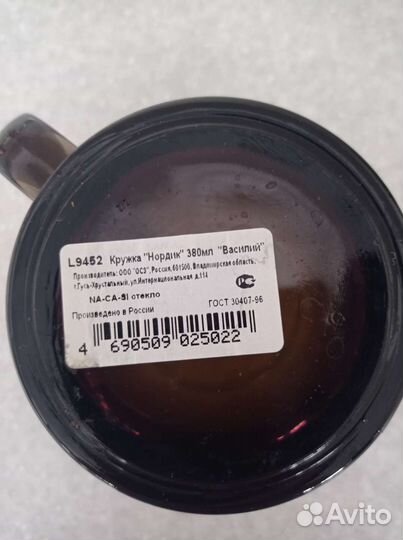 L9452 Кружка "Нордик" 380мл "Василий"
Производитель: ООО "ОСЗ", Россия, 601500, Владимирская область,
г.Гусь-Хрустальный, ул.Интернациональная д.114
NA-CA-SI стекло
Произведено в России ГОСТ 30407-96
4 690509 025022
Avito